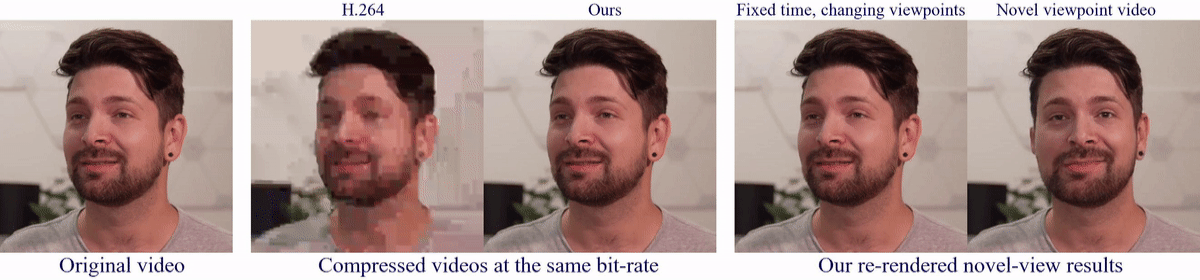 H.264
Ours
Fixed time, changing viewpoints
Novel viewpoint video
Original video
Compressed videos at the same bit-rate
Our re-rendered novel-view results